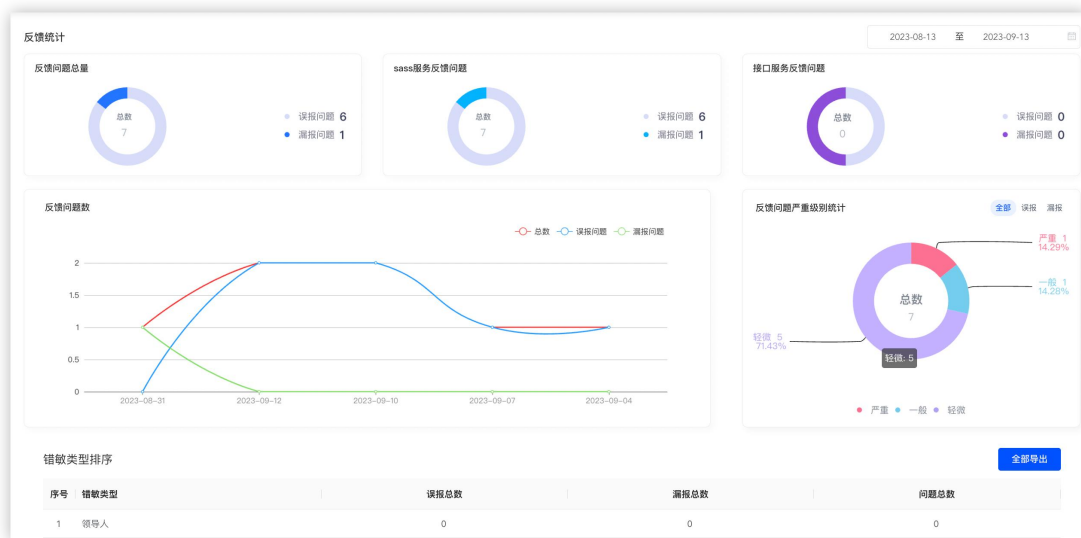 反馈统计
2023-08-13 至 2023-09-13
反馈问题总量
总数
7
误报问题 6
漏报问题 1
sass服务反馈问题
总数
7
误报问题 6
漏报问题 1
接口服务反馈问题
总数
0
误报问题 0
漏报问题 0
反馈问题数
总数 误报问题 漏报问题
2
1.5
1
0.5
0
2023-08-31 2023-09-12 2023-09-10 2023-09-07 2023-09-04
反馈问题严重级别统计
全部 误报 漏报
严重 1
14.29%
一般 1
14.28%
总数
7
轻微 5
71.43%
轻微: 5
严重 一般 轻微
错敏类型排序
全部导出
序号 错敏类型 误报总数 漏报总数 问题总数
1 领导人 0 0 0